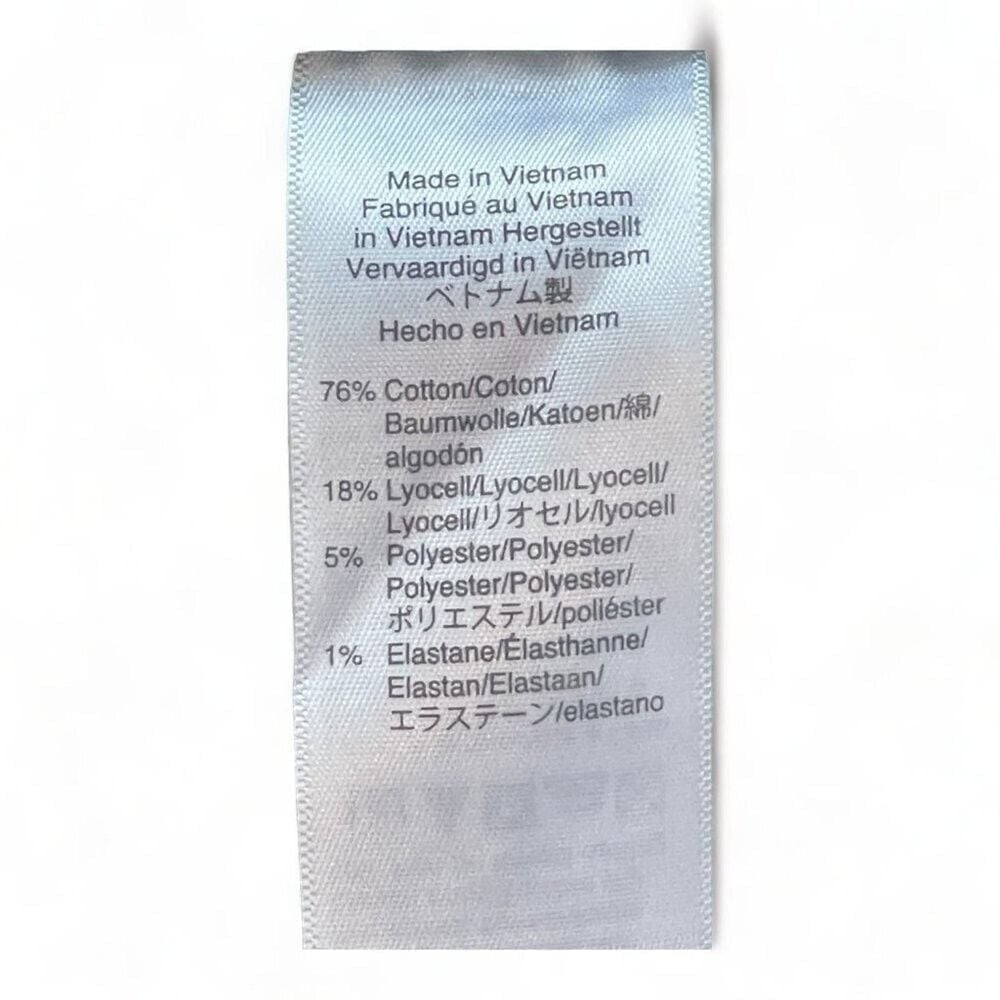 Made in Vietnam
Fabriqué au Vietnam
in Vietnam Hergestellt
Vervaardigd in Viëtnam
ベトナム製
Hecho en Vietnam
76% Cotton/Coton/
Baumwolle/Katoen/綿/
algodón
18% Lyocell/Lyocell/Lyocell/
Lyocell/リオセル/lyocell
5% Polyester/Polyester/
Polyester/Polyester/
ポリエステル/poliéster
1% Elastane/Élasthanne/
Elastan/Elastaan/
エラステーン/elastano